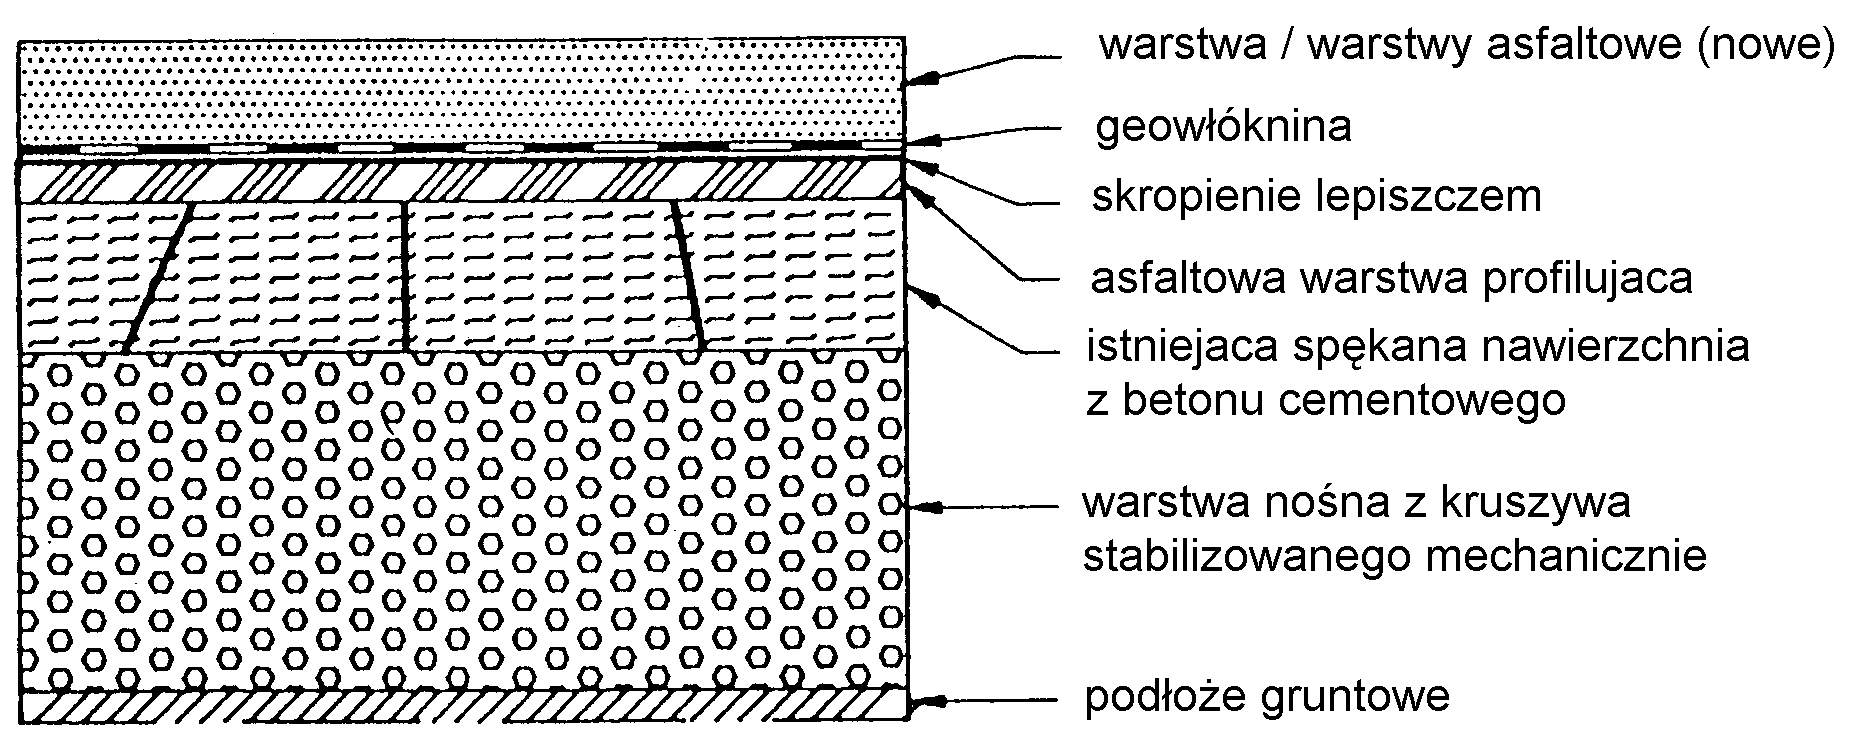 warstwa / warstwy asfaltowe (nowe)
geowłóknina
skropienie lepiszczem
asfaltowa warstwa profilujaca
istniejaca spękana nawierzchnia
z betonu cementowego
warstwa nośna z kruszywa
stabilizowanego mechanicznie
podłoże gruntowe